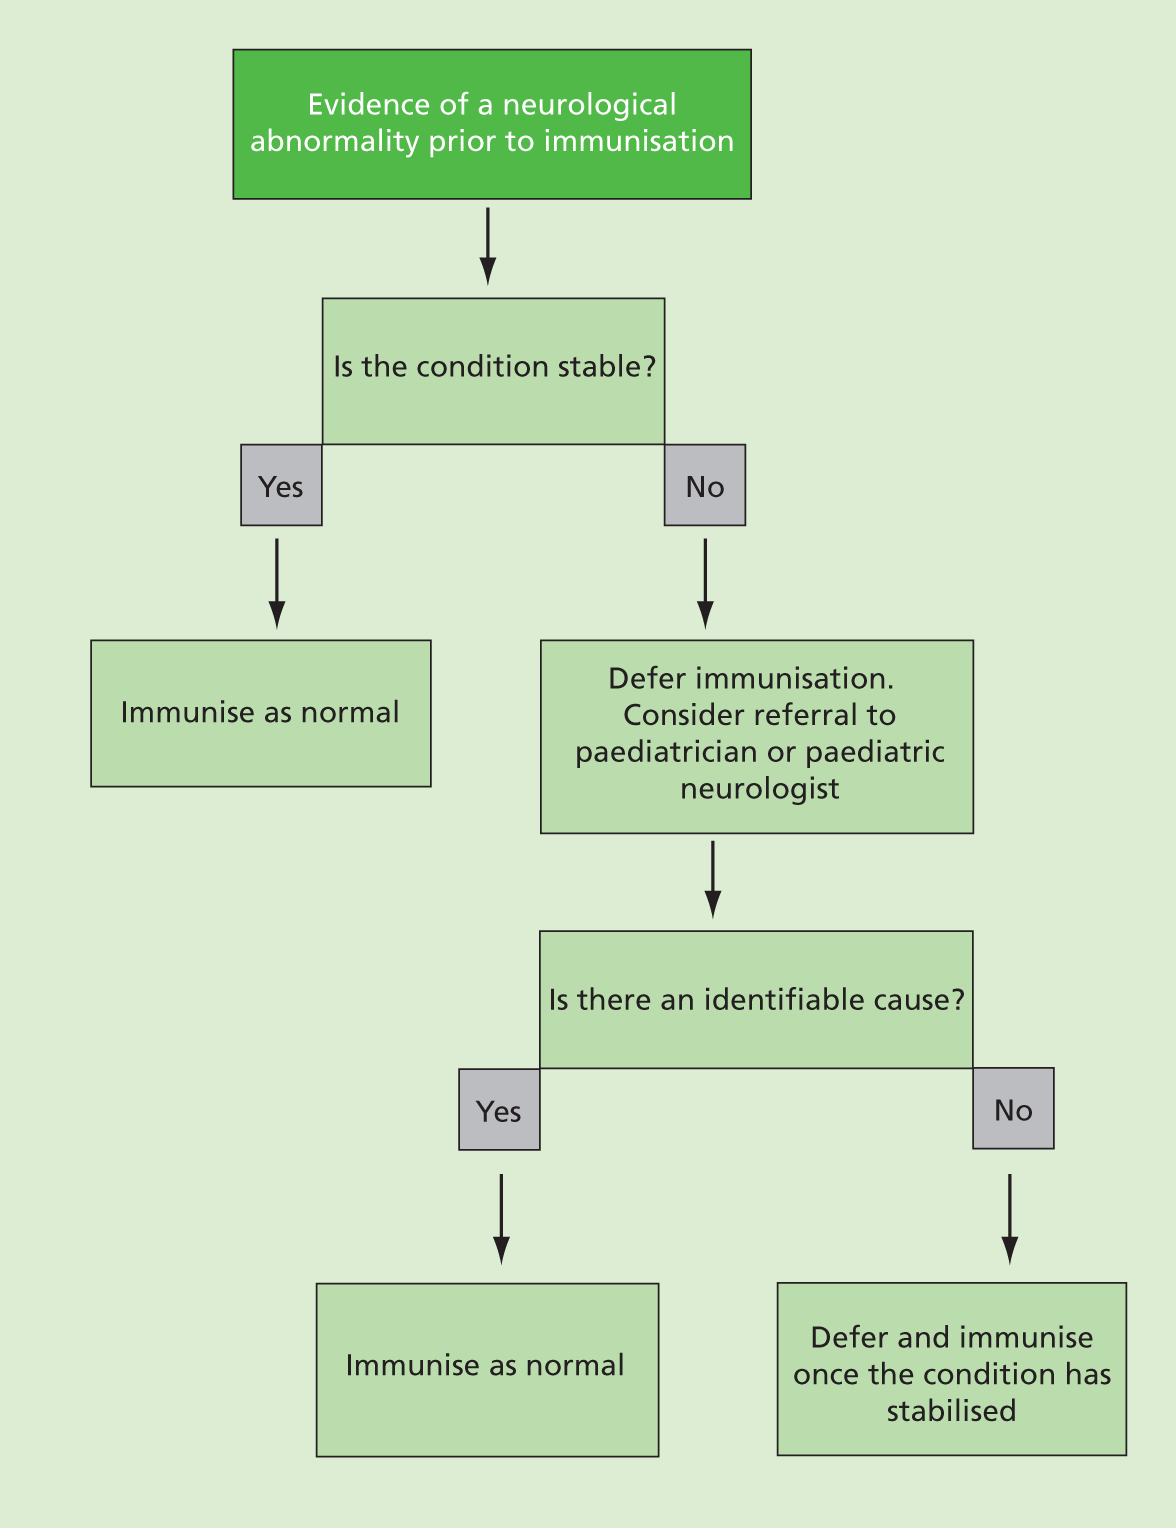 Evidence of a neurological
abnormality prior to immunisation
Is the condition stable?
Yes
No
Immunise as normal
Defer immunisation.
Consider referral to
paediatrician or paediatric
neurologist
Is there an identifiable cause?
Yes
No
Immunise as normal
Defer and immunise
once the condition has
stabilised